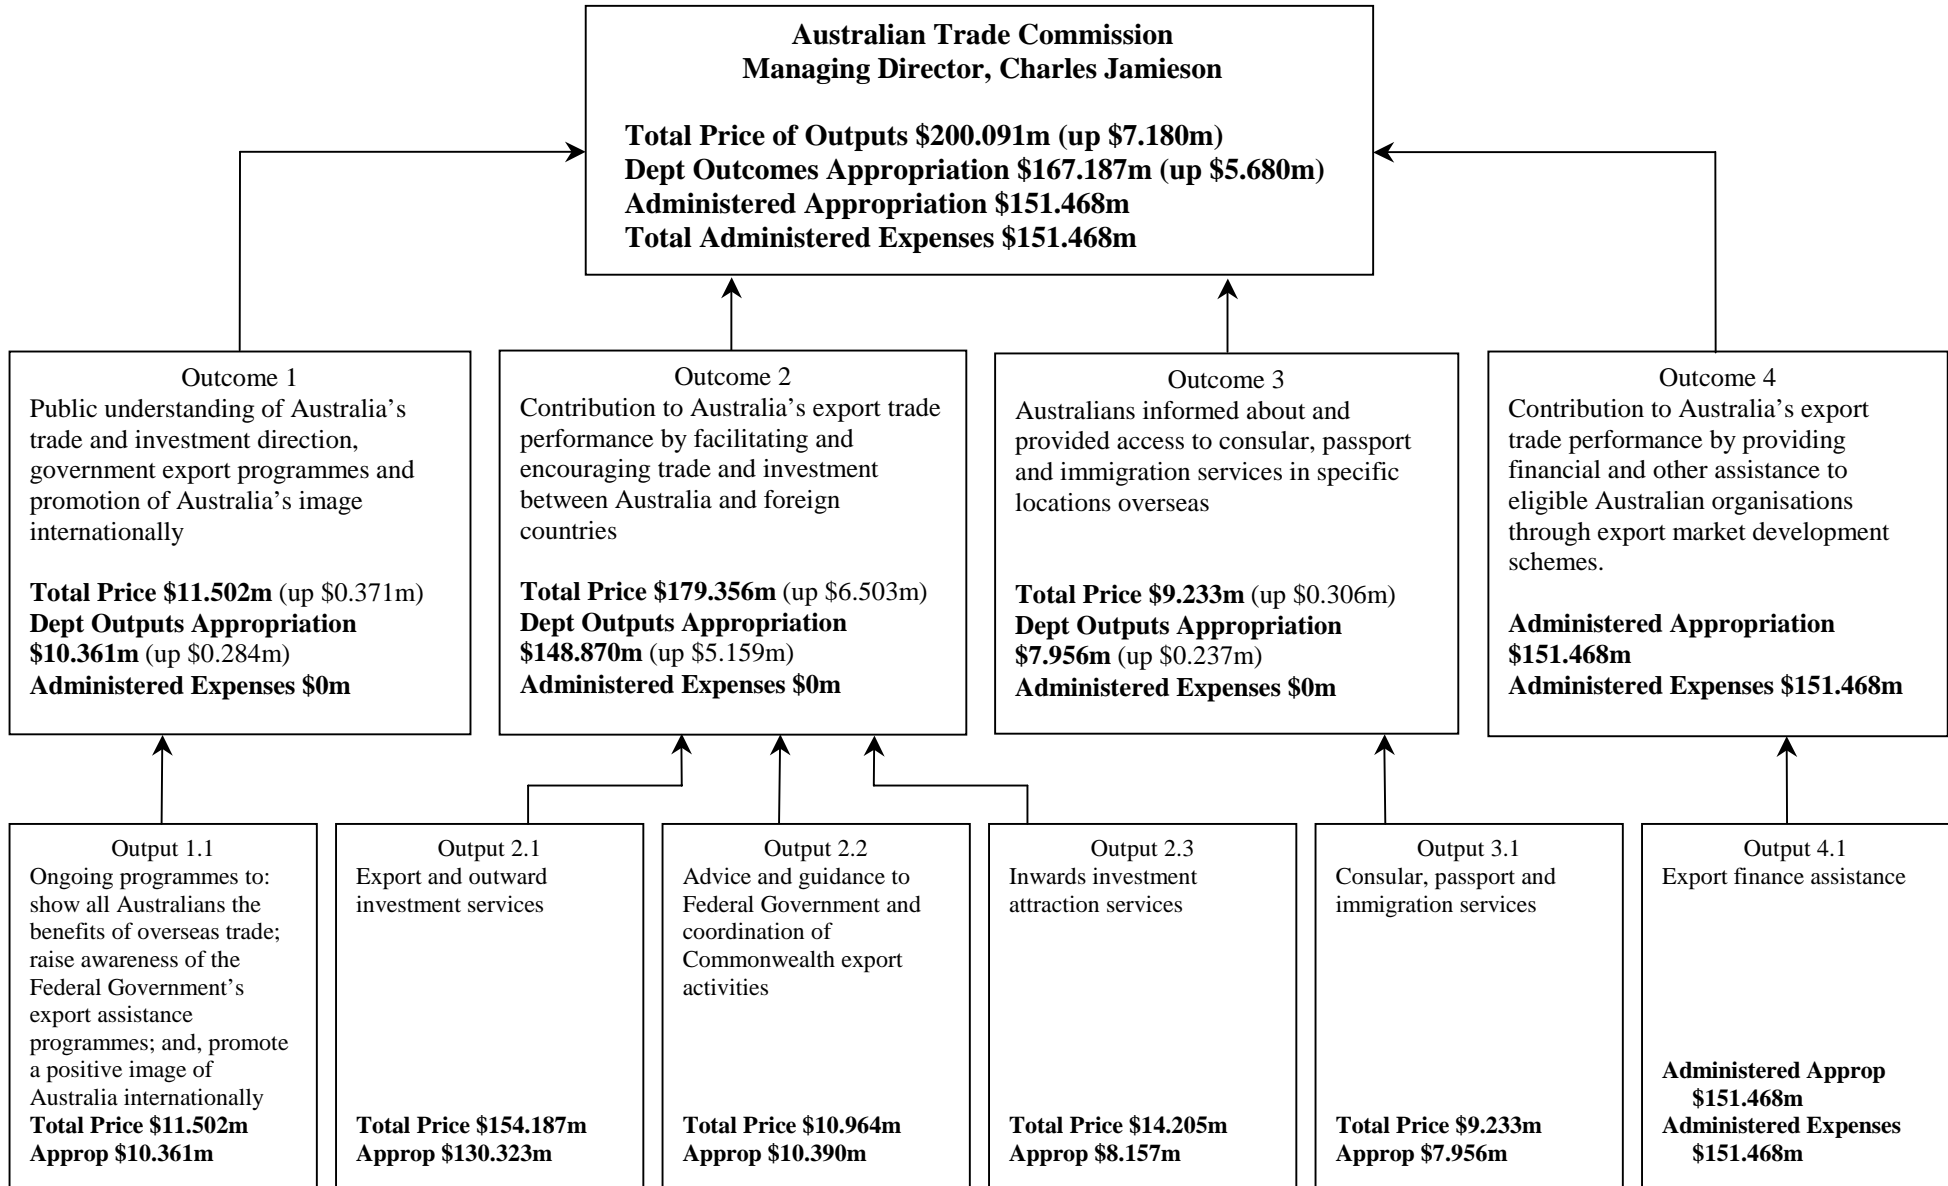 Australian Trade Commission
Managing Director, Charles Jamieson
Total Price of Outputs $200.091m (up $7.180m)
Dept Outcomes Appropriation $167.187m (up $5.680m)
Administered Appropriation $151.468m
Total Administered Expenses $151.468m
Outcome 1
Public understanding of Australia’s
trade and investment direction,
government export programmes and
promotion of Australia’s image
internationally
Total Price $11.502m (up $0.371m)
Dept Outputs Appropriation
$10.361m (up $0.284m)
Administered Expenses $0m
Outcome 2
Contribution to Australia’s export trade
performance by facilitating and
encouraging trade and investment
between Australia and foreign
countries
Total Price $179.356m (up $6.503m)
Dept Outputs Appropriation
$148.870m (up $5.159m)
Administered Expenses $0m
Outcome 3
Australians informed about and
provided access to consular, passport
and immigration services in specific
locations overseas
Total Price $9.233m (up $0.306m)
Dept Outputs Appropriation
$7.956m (up $0.237m)
Administered Expenses $0m
Outcome 4
Contribution to Australia’s export
trade performance by providing
financial and other assistance to
eligible Australian organisations
through export market development
schemes.
Administered Appropriation
$151.468m
Administered Expenses $151.468m
Output 1.1
Ongoing programmes to:
show all Australians the
benefits of overseas trade;
raise awareness of the
Federal Government’s
export assistance
programmes; and, promote
a positive image of
Australia internationally
Total Price $11.502m
Approp $10.361m
Output 2.1
Export and outward
investment services
Total Price $154.187m
Approp $130.323m
Output 2.2
Advice and guidance to
Federal Government and
coordination of
Commonwealth export
activities
Total Price $10.964m
Approp $10.390m
Output 2.3
Inwards investment
attraction services
Total Price $14.205m
Approp $8.157m
Output 3.1
Consular, passport and
immigration services
Total Price $9.233m
Approp $7.956m
Output 4.1
Export finance assistance
Administered Approp
$151.468m
Administered Expenses
$151.468m